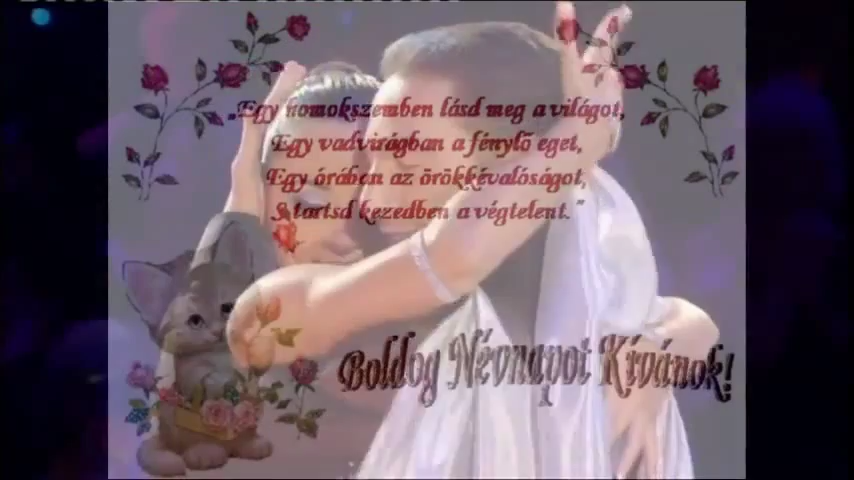 „Egy homokszemben lásd meg a világot,
Egy vadvirágban a fénylő eget,
Egy órában az örökkévalóságot,
S tartsd kezedben a végtelent.”
Boldog Névnapot Kívánok!